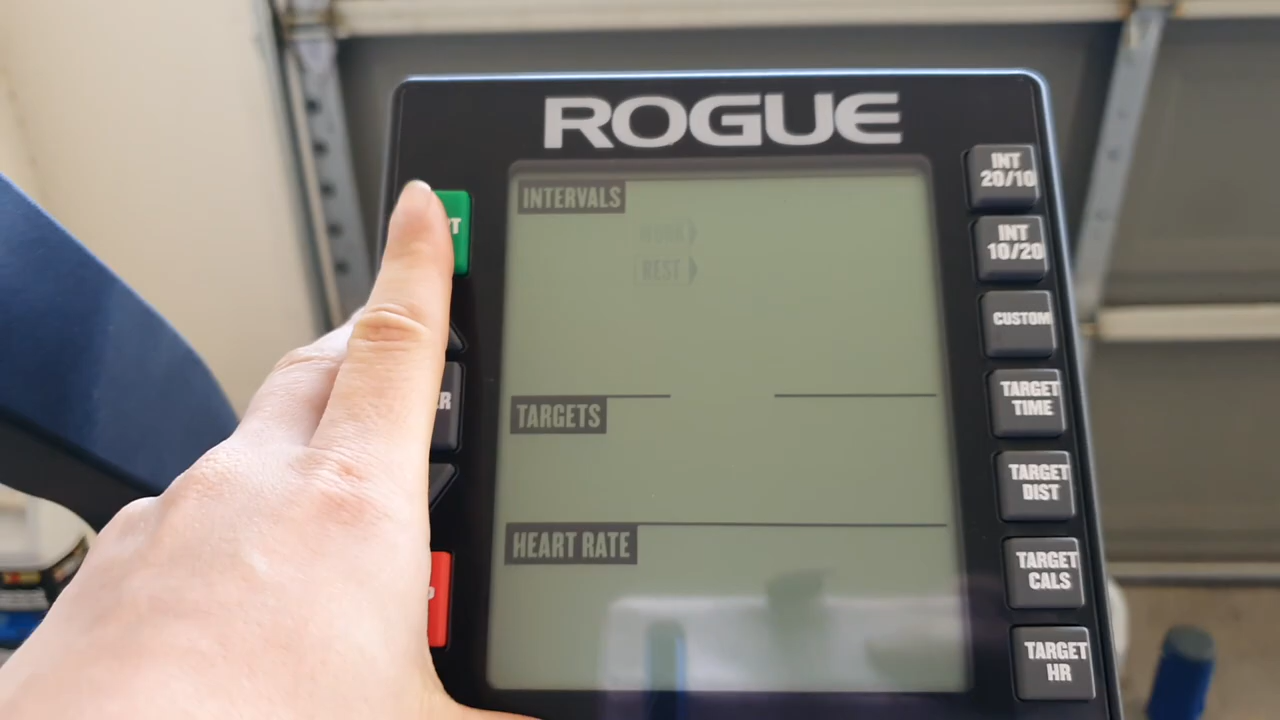 ROGUE
INTERVALS
WORK
REST
TARGETS
HEART RATE
INT
20/10
INT
10/20
CUSTOM
TARGET
TIME
TARGET
DIST
TARGET
CALS
TARGET
HR